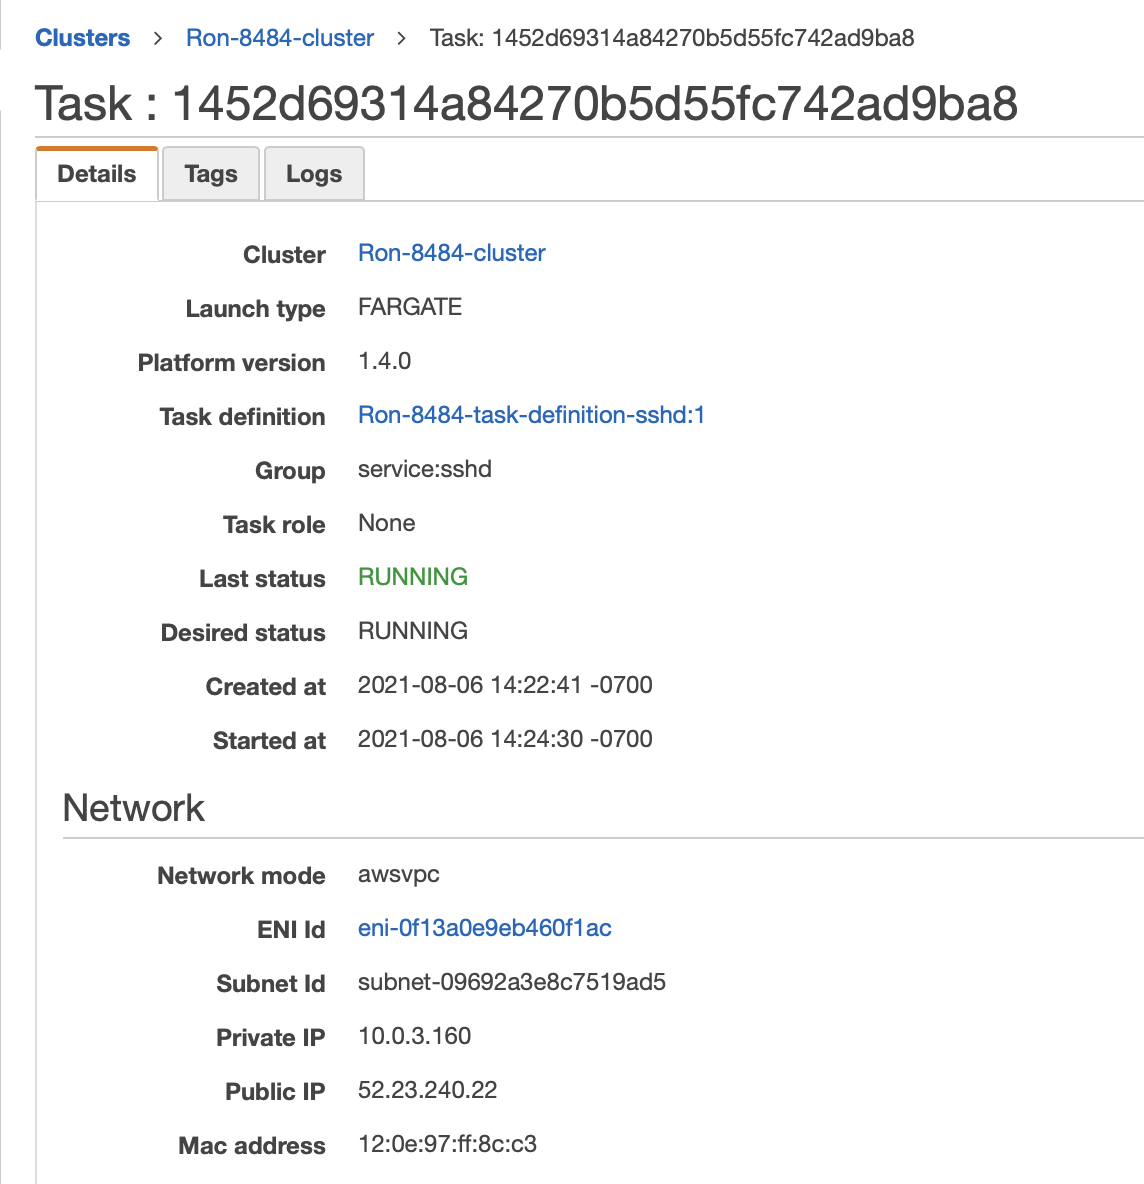 Clusters > Ron-8484-cluster > Task: 1452d69314a84270b5d55fc742ad9ba8
Task : 1452d69314a84270b5d55fc742ad9ba8
Details Tags Logs
Cluster Ron-8484-cluster
Launch type FARGATE
Platform version 1.4.0
Task definition Ron-8484-task-definition-sshd:1
Group service:sshd
Task role None
Last status RUNNING
Desired status RUNNING
Created at 2021-08-06 14:22:41 -0700
Started at 2021-08-06 14:24:30 -0700
Network
Network mode awsvpc
ENI Id eni-0f13a0e9eb460f1ac
Subnet Id subnet-09692a3e8c7519ad5
Private IP 10.0.3.160
Public IP 52.23.240.22
Mac address 12:0e:97:ff:8c:c3